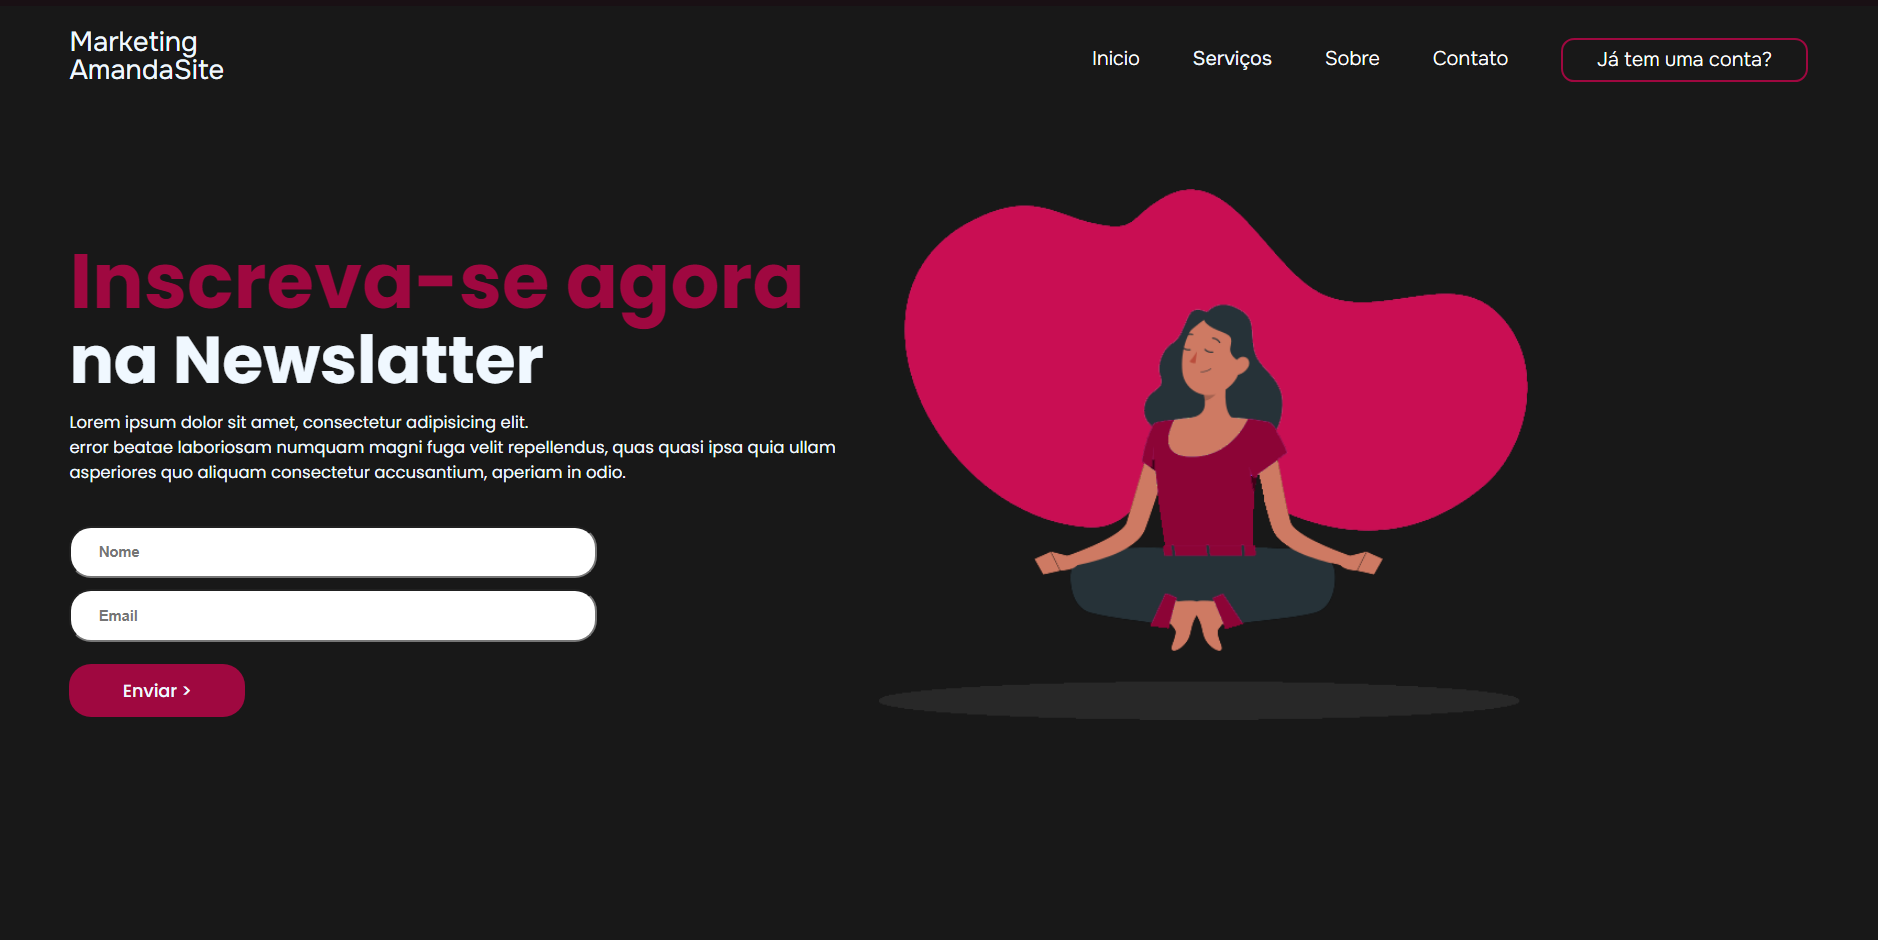 Marketing
AmandaSite
Inicio Serviços Sobre Contato Já tem uma conta?
Inscreva-se agora
na Newslatter
Lorem ipsum dolor sit amet, consectetur adipisicing elit.
error beatae laboriosam numquam magni fuga velit repellendus, quas quasi ipsa quia ullam
asperiores quo aliquam consectetur accusantium, aperiam in odio.
Nome
Email
Enviar >